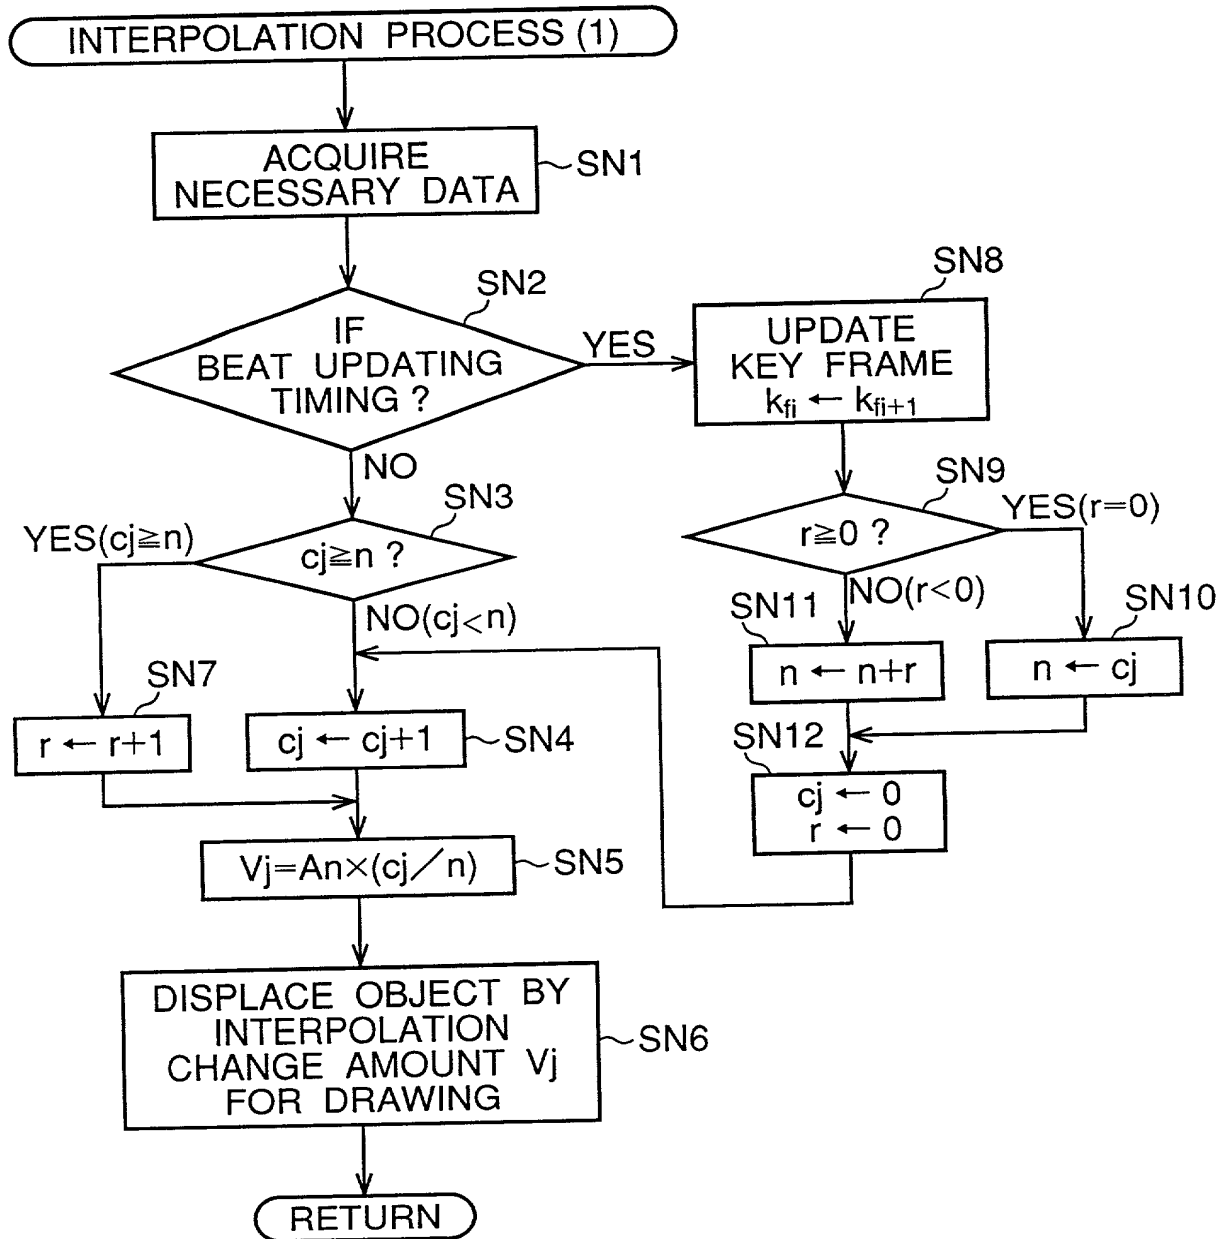 INTERPOLATION PROCESS (1)
ACQUIRE
NECESSARY DATA
SN1
SN2
IF
BEAT UPDATING
TIMING ?
YES
NO
SN8
UPDATE
KEY FRAME
kfi ← kfi+1
SN3
YES(cj≧n)
cj≧n ?
NO(cj<n)
SN9
r≧0 ?
YES(r=0)
NO(r<0)
SN11
n ← n+r
SN10
n ← cj
SN7
r ← r+1
cj ← cj+1
SN4
SN12
cj ← 0
r ← 0
Vj=An×(cj／n)
SN5
DISPLACE OBJECT BY
INTERPOLATION
CHANGE AMOUNT Vj
FOR DRAWING
SN6
RETURN